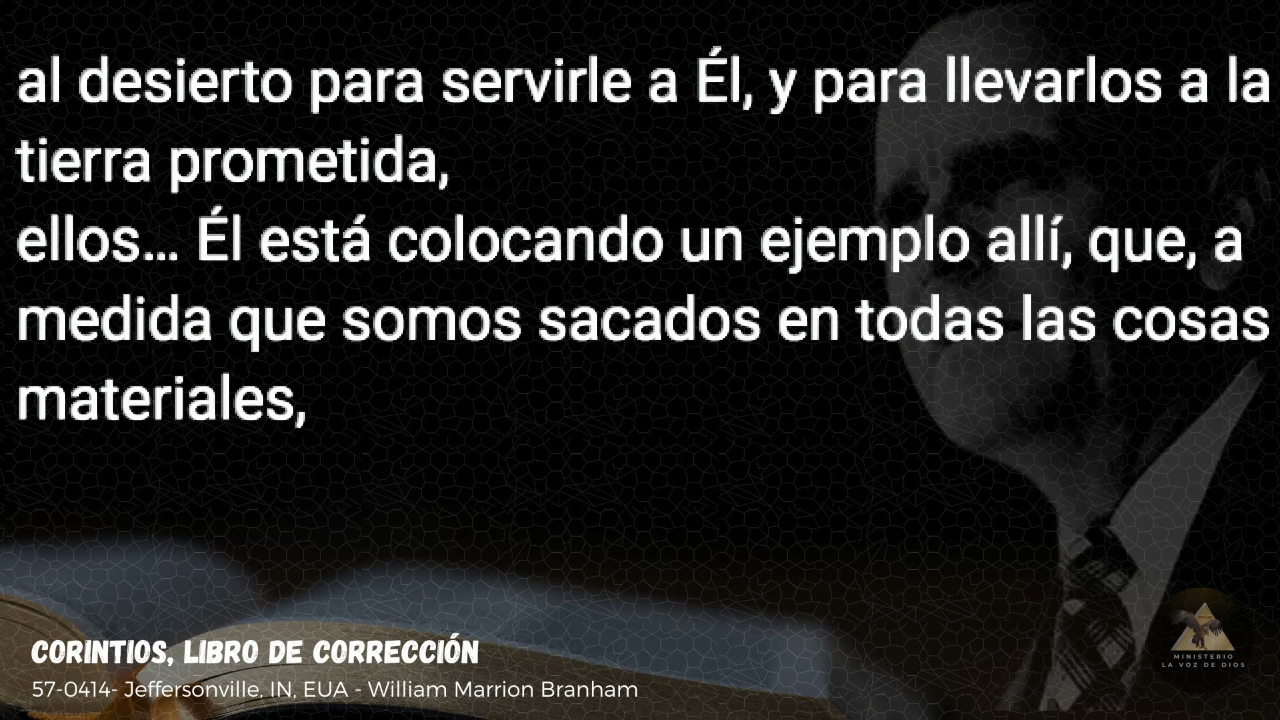 al desierto para servirle a Él, y para llevarlos a la
tierra prometida,
ellos... Él está colocando un ejemplo allí, que, a
medida que somos sacados en todas las cosas
materiales,
CORINTIOS, LIBRO DE CORRECCIÓN
57-0414- Jeffersonville, IN, EUA - William Marrion Branham
MINISTERIO
LA VOZ DE DIOS